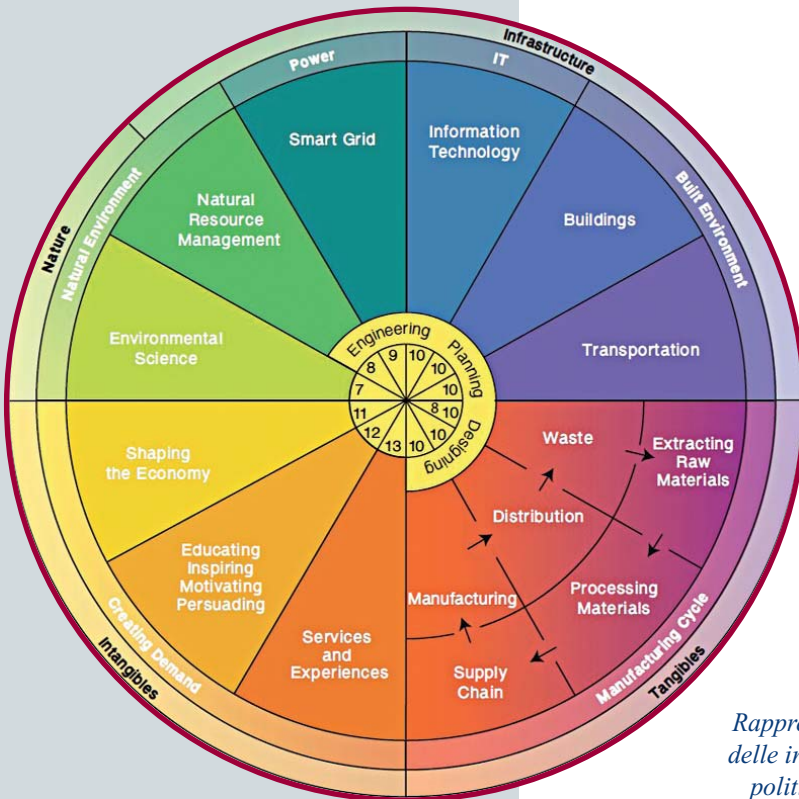 Infrastructure
Power
IT
Smart Grid
Information
Technology
Natural
Resource
Management
Buildings
Built Environment
Natural Environment
Nature
Environmental
Science
Transportation
Engineering
Planning
Designing
9
10
8
10
7
10
11
8
10
12
10
13
10
Shaping
the Economy
Waste
Extracting
Raw
Materials
Distribution
Educating
Inspiring
Motivating
Persuading
Manufacturing
Processing
Materials
Services
and
Experiences
Supply
Chain
Creating Demand
Intangibles
Manufacturing Cycle
Tangibles
delle